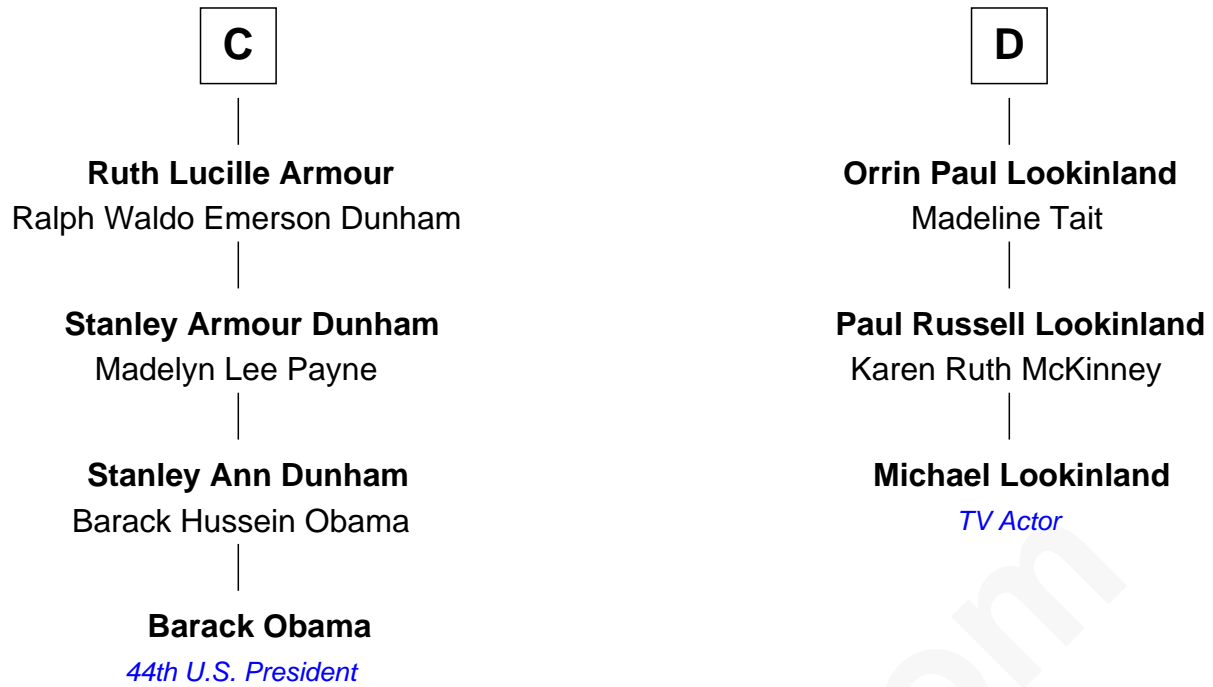 C
Ruth Lucille Armour
Ralph Waldo Emerson Dunham
Stanley Armour Dunham
Madelyn Lee Payne
Stanley Ann Dunham
Barack Hussein Obama
Barack Obama
44th U.S. President
D
Orrin Paul Lookinland
Madeline Tait
Paul Russell Lookinland
Karen Ruth McKinney
Michael Lookinland
TV Actor
om